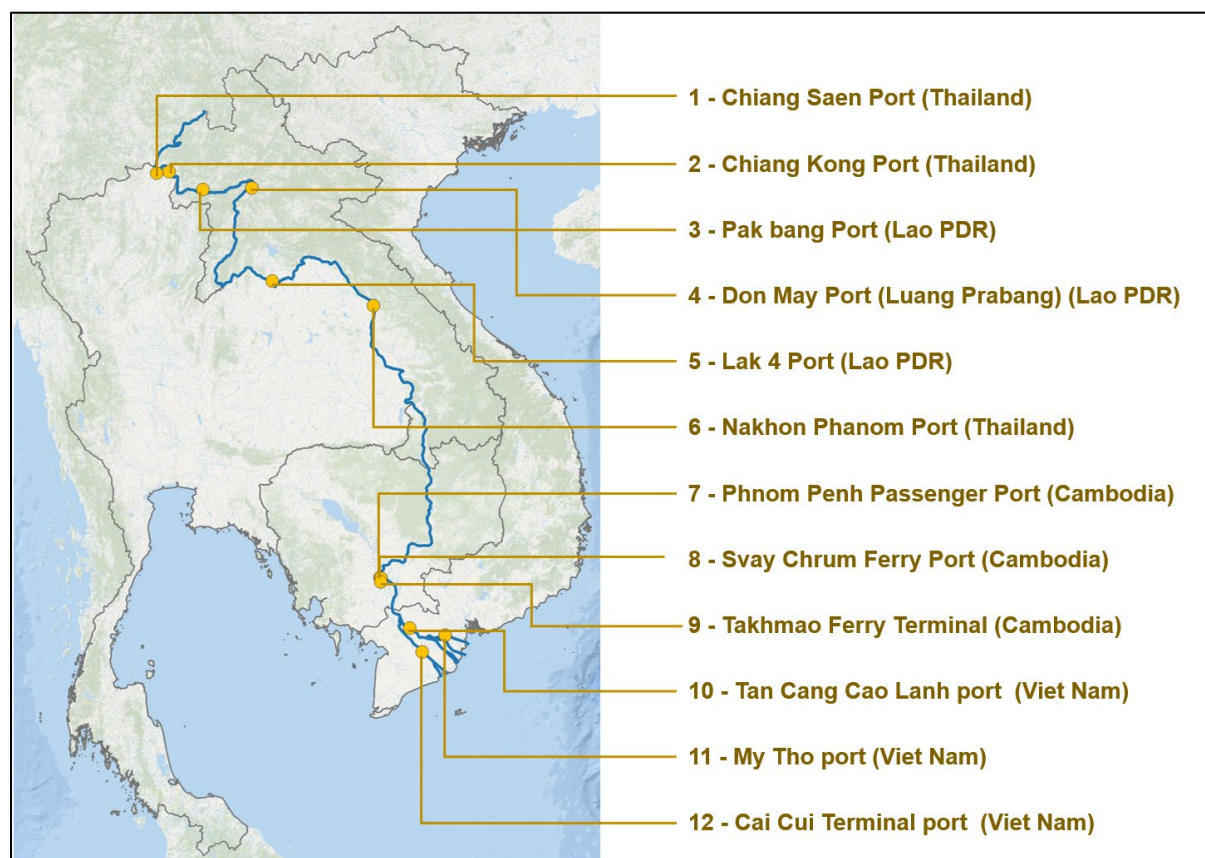 1 - Chiang Saen Port (Thailand)
2 - Chiang Kong Port (Thailand)
3 - Pak bang Port (Lao PDR)
4 - Don May Port (Luang Prabang) (Lao PDR)
5 - Lak 4 Port (Lao PDR)
6 - Nakhon Phanom Port (Thailand)
7 - Phnom Penh Passenger Port (Cambodia)
8 - Svay Chrum Ferry Port (Cambodia)
9 - Takhmao Ferry Terminal (Cambodia)
10 - Tan Cang Cao Lanh port  (Viet Nam)
11 - My Tho port (Viet Nam)
12 - Cai Cui Terminal port  (Viet Nam)